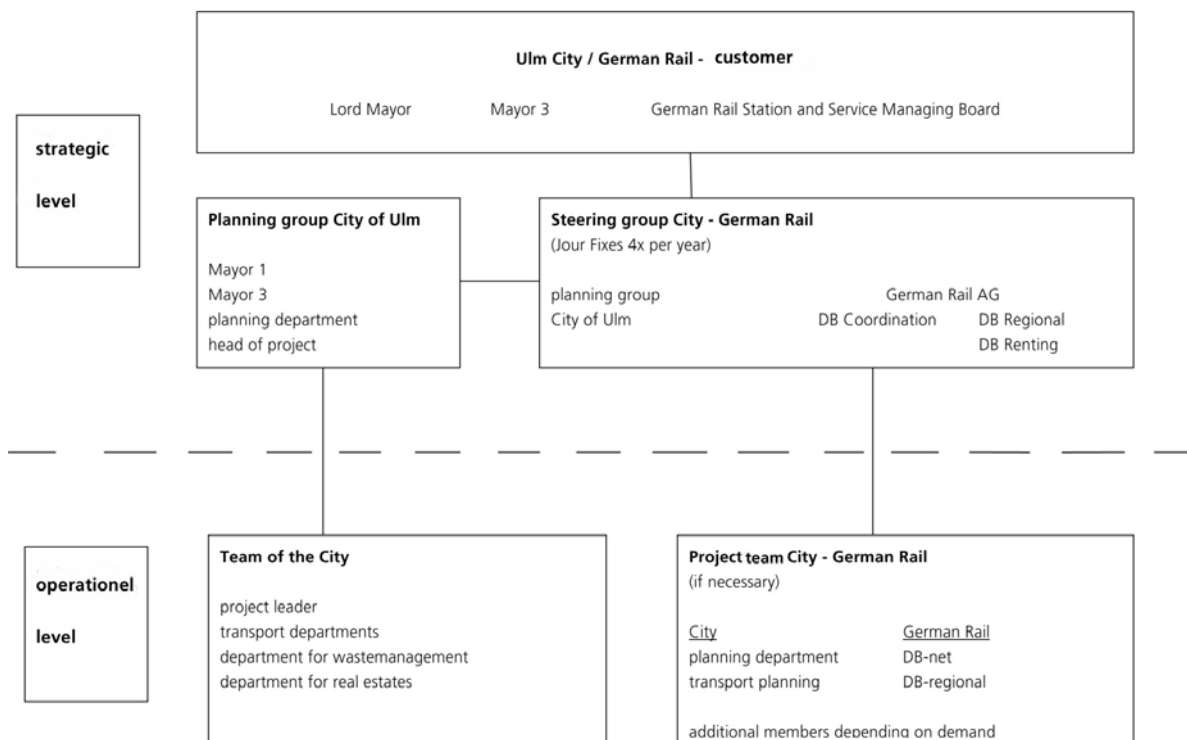 Ulm City / German Rail - customer
Lord Mayor Mayor 3 German Rail Station and Service Managing Board
strategic
level
Planning group City of Ulm
Mayor 1
Mayor 3
planning department
head of project
Steering group City - German Rail
(Jour Fixes 4x per year)
planning group German Rail AG
City of Ulm DB Coordination DB Regional
DB Renting
operationel
level
Team of the City
project leader
transport departments
department for wastemanagement
department for real estates
Project team City - German Rail
(if necessary)
City German Rail
planning department DB-net
transport planning DB-regional
additional members depending on demand